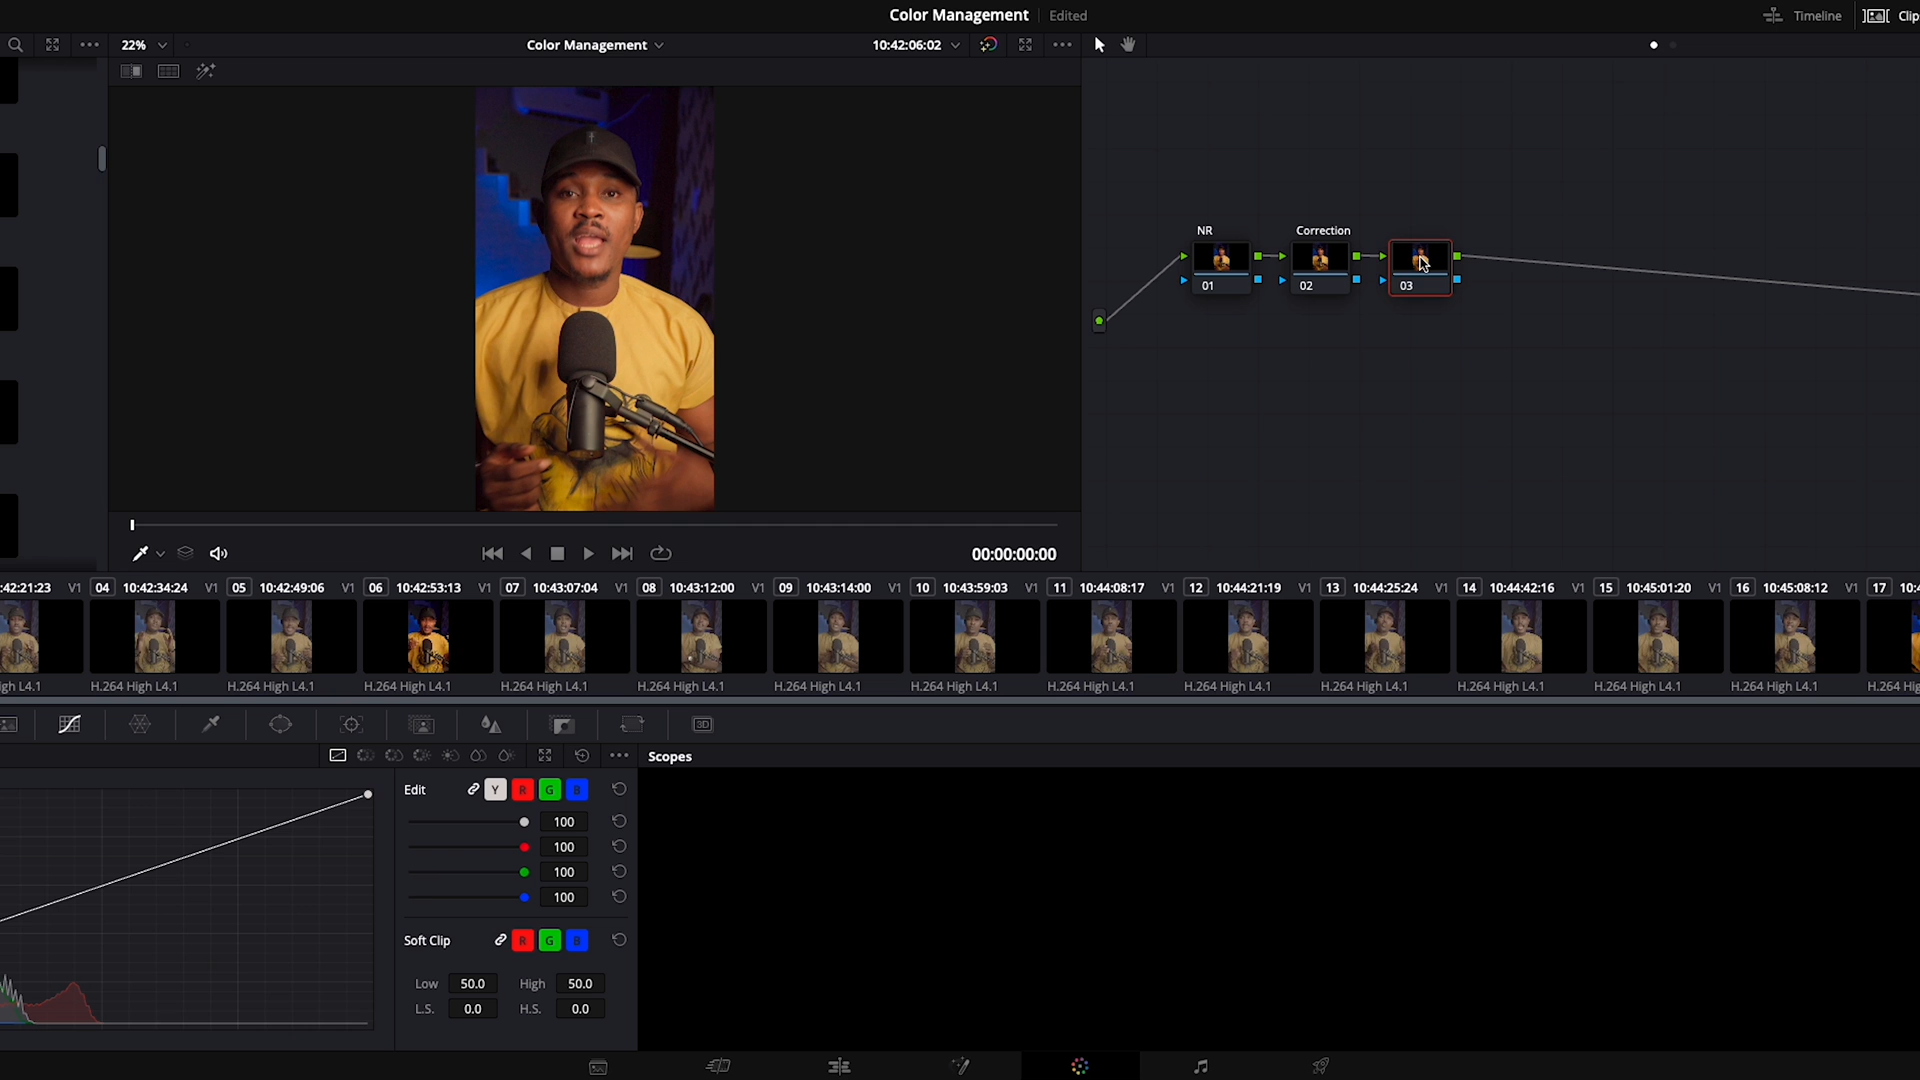 Color Management Edited
Timeline Clip
22% Color Management 10:42:06:02
NR Correction
01 02 03
00:00:00:00
:42:21:23 V1 04 10:42:34:24 V1 05 10:42:49:06 V1 06 10:42:53:13 V1 07 10:43:07:04 V1 08 10:43:12:00 V1 09 10:43:14:00 V1 10 10:43:59:03 V1 11 10:44:08:17 V1 12 10:44:21:19 V1 13 10:44:25:24 V1 14 10:44:42:16 V1 15 10:45:01:20 V1 16 10:45:08:12 V1 17 10:4
gh L4.1 H.264 High L4.1 H.264 High L4.1 H.264 High L4.1 H.264 High L4.1 H.264 High L4.1 H.264 High L4.1 H.264 High L4.1 H.264 High L4.1 H.264 High L4.1 H.264 High L4.1 H.264 High L4.1 H.264 High L4.1 H.264 High L4.1 H.264 Hig
3D
Scopes
Edit Y R G B
100
100
100
100
Soft Clip R G B
Low 50.0 High 50.0
L.S. 0.0 H.S. 0.0